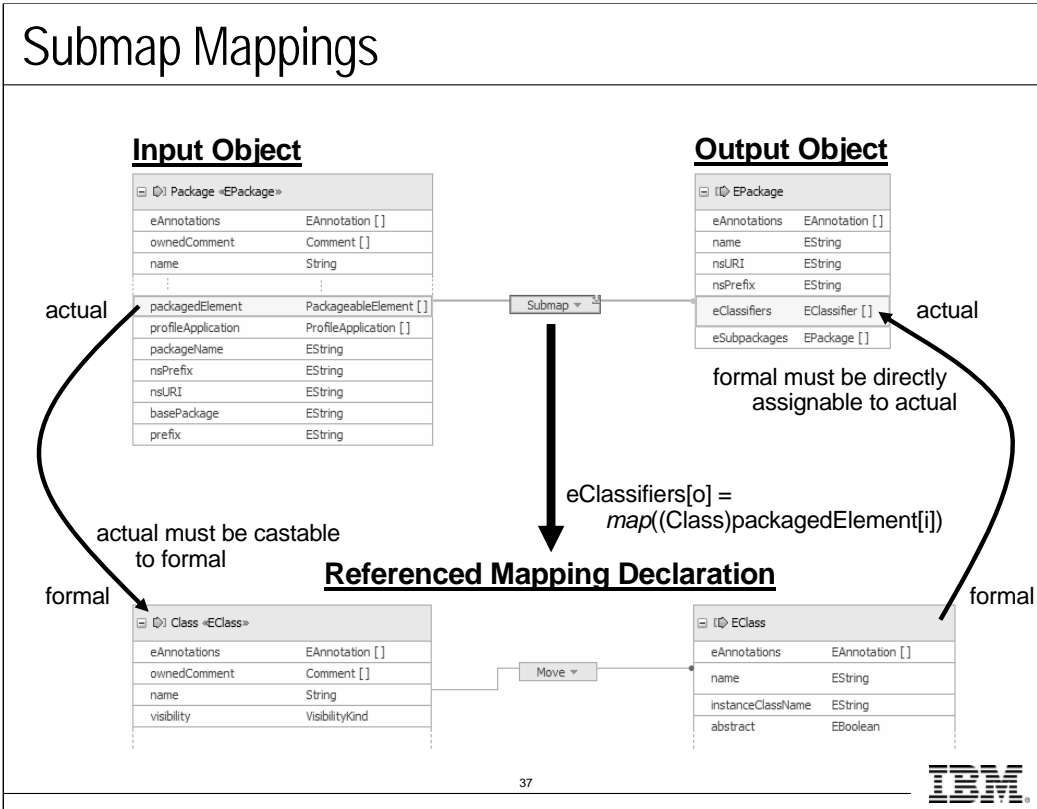 Submap Mappings
Input Object
Output Object
Package «EPackage»
eAnnotations EAnnotation [ ]
ownedComment Comment [ ]
name String
packagedElement PackageableElement [ ]
profileApplication ProfileApplication [ ]
packageName EString
nsPrefix EString
nsURI EString
basePackage EString
prefix EString
Submap
EPackage
eAnnotations EAnnotation [ ]
name EString
nsURI EString
nsPrefix EString
eClassifiers EClassifier [ ]
eSubpackages EPackage [ ]
actual
actual
formal must be directly
assignable to actual
eClassifiers[o] =
map((Class)packagedElement[i])
actual must be castable
to formal
Referenced Mapping Declaration
formal
formal
Class «EClass»
eAnnotations EAnnotation [ ]
ownedComment Comment [ ]
name String
visibility VisibilityKind
Move
EClass
eAnnotations EAnnotation [ ]
name EString
instanceClassName EString
abstract EBoolean
37
IBM